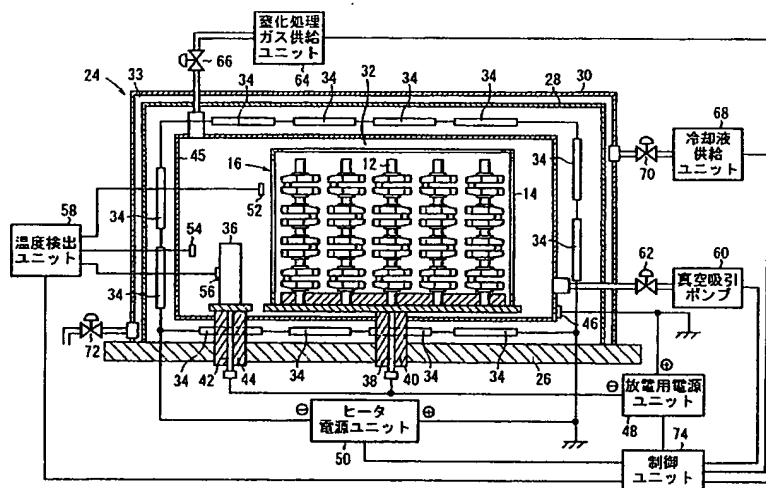 窒化処理
ガス供給
ユニット
64
66
24
33
34
34
32
34
34
28
30
68
冷却液
供給
ユニット
70
45
16
12
14
34
34
52
58
温度検出
ユニット
54
34
36
34
56
62
60
真空吸引
ポンプ
46
72
34
42
44
34
38
40
34
34
26
⊕
⊖
放電用電源
ユニット
48
⊖
ヒータ
電源ユニット
⊕
50
74
制御
ユニット